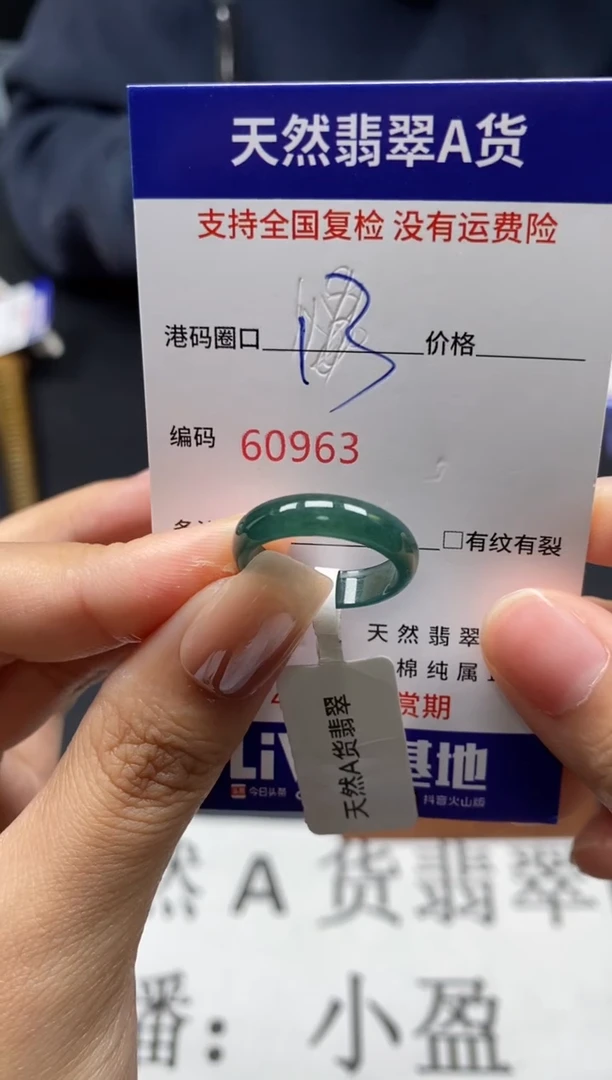 天然翡翠A货
支持全国复检 没有运费险
港码圈口 13 价格
编码 60963
□有纹有裂
天然翡翠
棉纯属
赏期
基地
今日头条 抖音火山版
天然A货翡翠
然A货翡翠
播：小盈